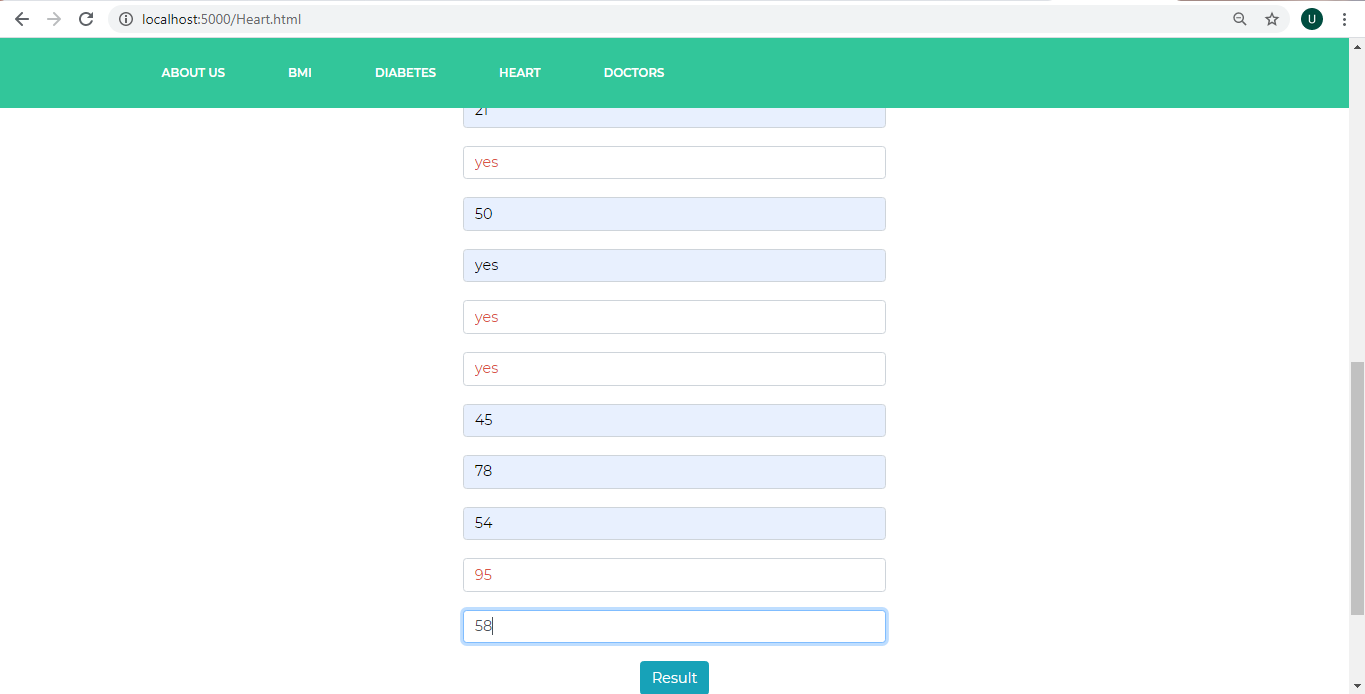 localhost:5000/Heart.html
U
ABOUT US BMI DIABETES HEART DOCTORS
21
yes
50
yes
yes
yes
45
78
54
95
58
Result